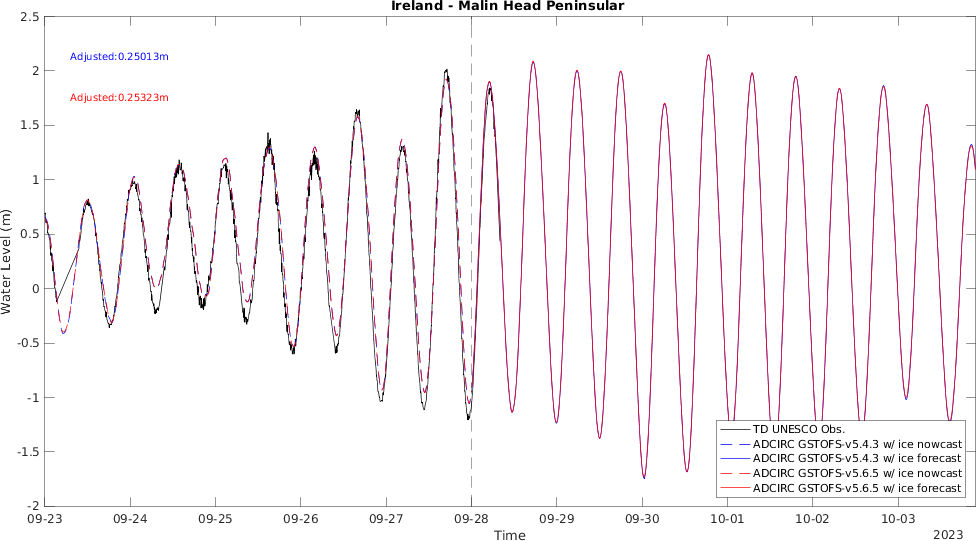 Ireland - Malin Head Peninsular
2.5
2
1.5
1
0.5
0
-0.5
-1
-1.5
-2
Water Level (m)
Adjusted:0.25013m
Adjusted:0.25323m
TD UNESCO Obs.
ADCIRC GSTOFS-v5.4.3 w/ ice nowcast
ADCIRC GSTOFS-v5.4.3 w/ ice forecast
ADCIRC GSTOFS-v5.6.5 w/ ice nowcast
ADCIRC GSTOFS-v5.6.5 w/ ice forecast
09-23 09-24 09-25 09-26 09-27 09-28 09-29 09-30 10-01 10-02 10-03
Time
2023